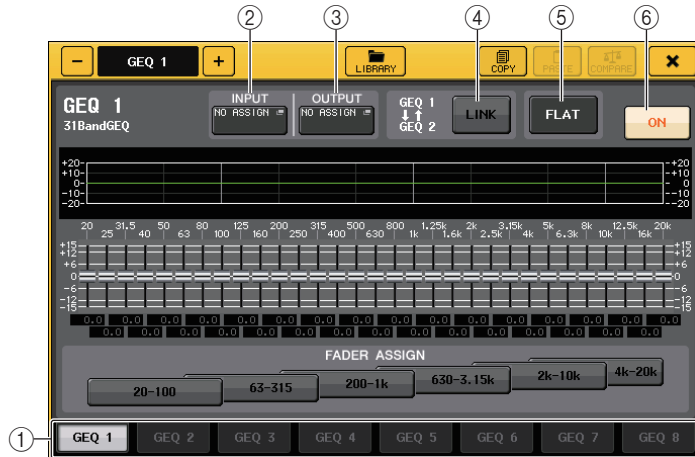 ② ③ ④ ⑤ ⑥
− GEQ 1 + LIBRARY COPY PASTE COMPARE ×
GEQ 1
31BandGEQ
INPUT
NO ASSIGN
OUTPUT
NO ASSIGN
GEQ 1
↓↑
GEQ 2
LINK
FLAT
ON
+20 +20
+10 +10
0 0
-10 -10
-20 -20
20 31.5 50 80 125 200 315 500 800 1.25k 2k 3.15k 5k 8k 12.5k 20k
25 40 63 100 160 250 400 630 1k 1.6k 2.5k 4k 6.3k 10k 16k
+15 +15
+12 +12
+6 +6
0 0
-6 -6
-12 -12
-15 -15
0.0 0.0 0.0 0.0 0.0 0.0 0.0 0.0 0.0 0.0 0.0 0.0 0.0 0.0 0.0 0.0
0.0 0.0 0.0 0.0 0.0 0.0 0.0 0.0 0.0 0.0 0.0 0.0 0.0 0.0 0.0
FADER ASSIGN
20-100 63-315 200-1k 630-3.15k 2k-10k 4k-20k
① GEQ 1 GEQ 2 GEQ 3 GEQ 4 GEQ 5 GEQ 6 GEQ 7 GEQ 8